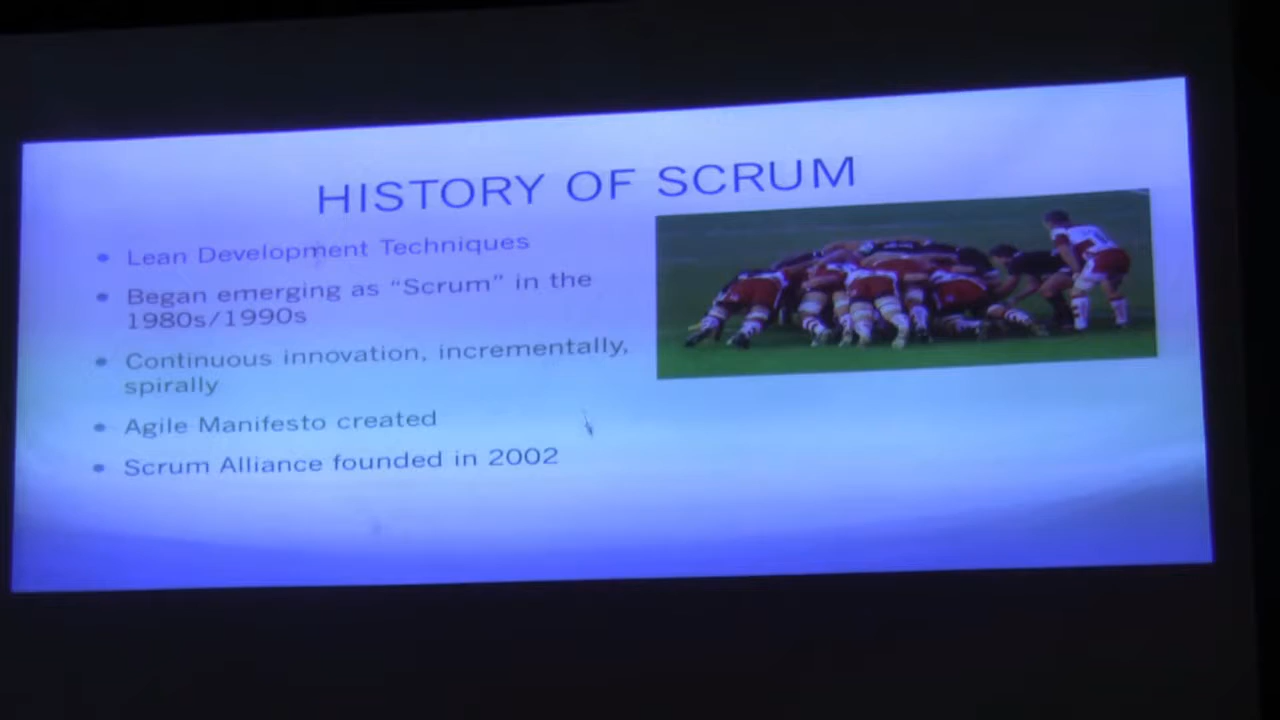 HISTORY OF SCRUM
• Lean Development Techniques
• Began emerging as “Scrum” in the
1980s/1990s
• Continuous innovation, incrementally,
spirally
• Agile Manifesto created
• Scrum Alliance founded in 2002